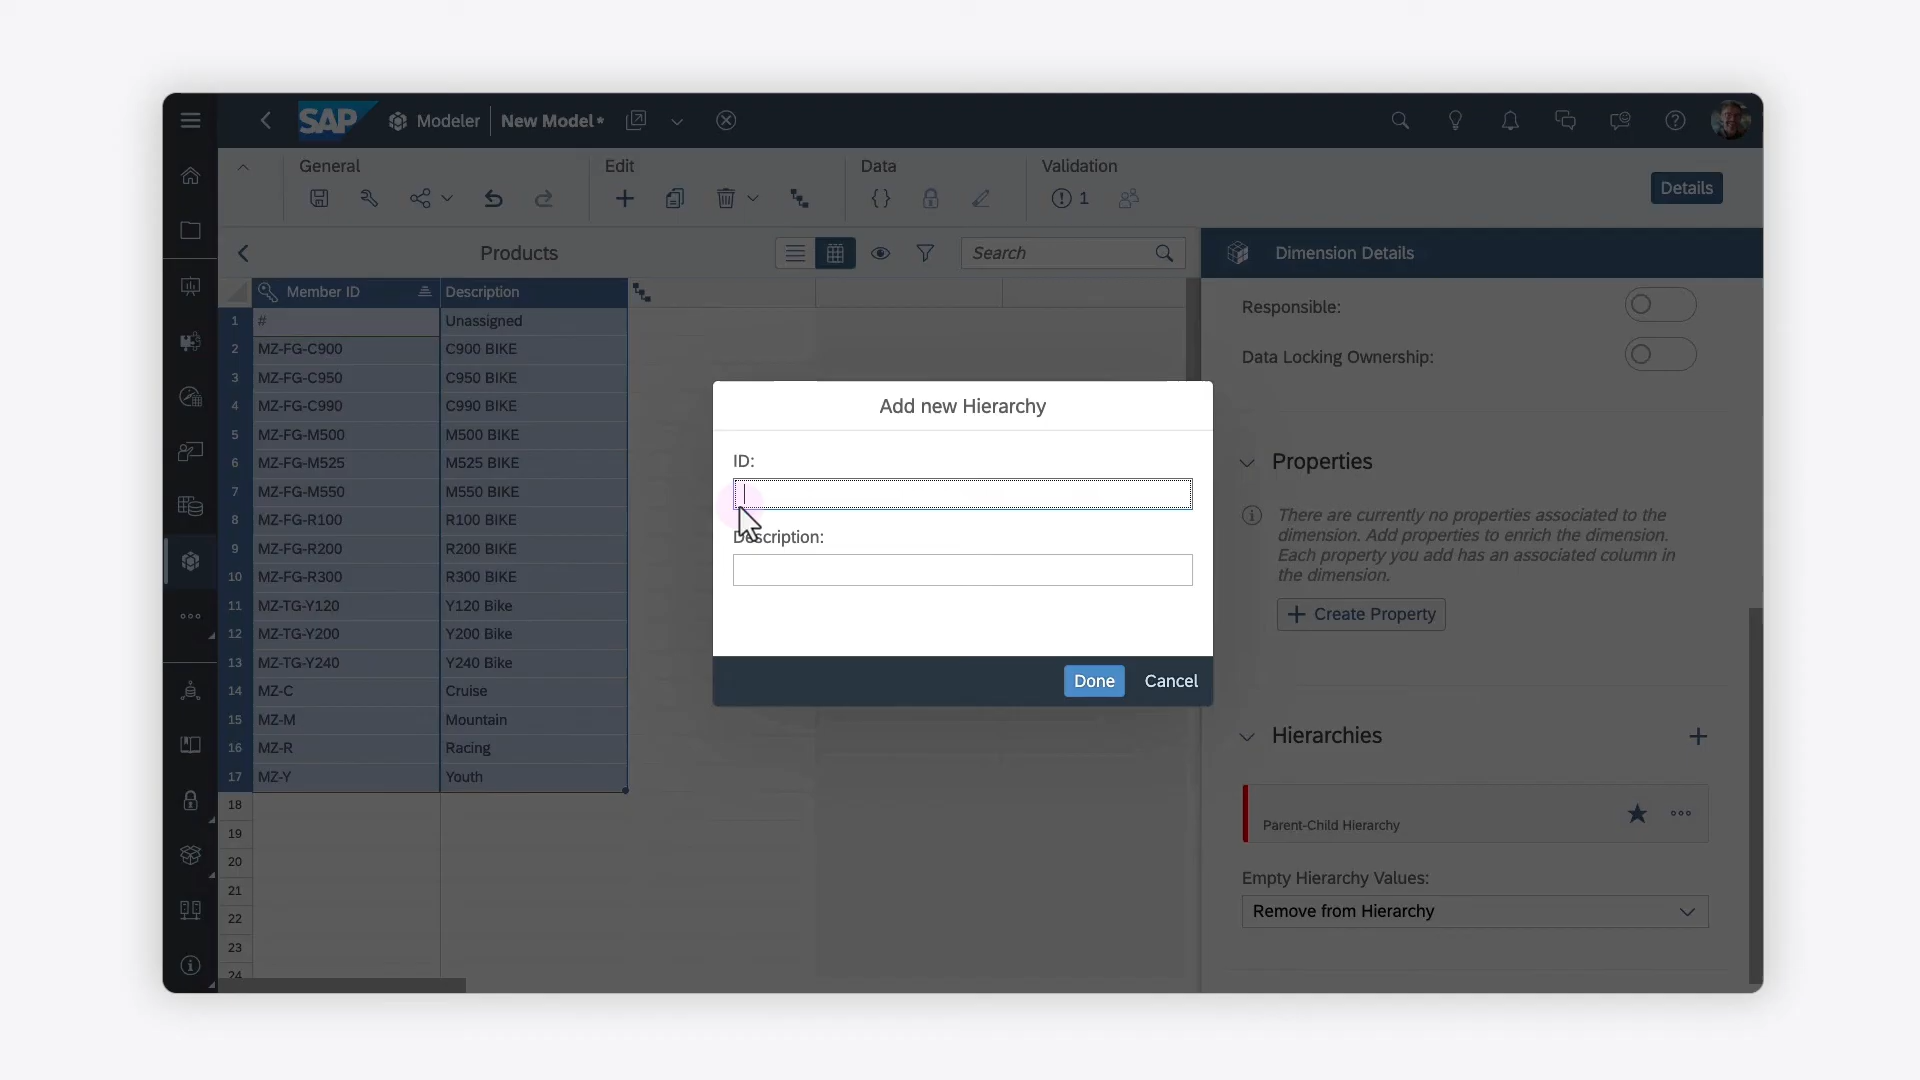 SAP Modeler New Model*
General Edit Data Validation
1
Details
Products
Search
Dimension Details
Member ID Description
1 # Unassigned
2 MZ-FG-C900 C900 BIKE
3 MZ-FG-C950 C950 BIKE
4 MZ-FG-C990 C990 BIKE
5 MZ-FG-M500 M500 BIKE
6 MZ-FG-M525 M525 BIKE
7 MZ-FG-M550 M550 BIKE
8 MZ-FG-R100 R100 BIKE
9 MZ-FG-R200 R200 BIKE
10 MZ-FG-R300 R300 BIKE
11 MZ-TG-Y120 Y120 Bike
12 MZ-TG-Y200 Y200 Bike
13 MZ-TG-Y240 Y240 Bike
14 MZ-C Cruise
15 MZ-M Mountain
16 MZ-R Racing
17 MZ-Y Youth
18
19
20
21
22
23
24
Add new Hierarchy
ID:
Description:
Done Cancel
Responsible:
Data Locking Ownership:
Properties
There are currently no properties associated to the
dimension. Add properties to enrich the dimension.
Each property you add has an associated column in
the dimension.
Create Property
Hierarchies
Parent-Child Hierarchy
Empty Hierarchy Values:
Remove from Hierarchy